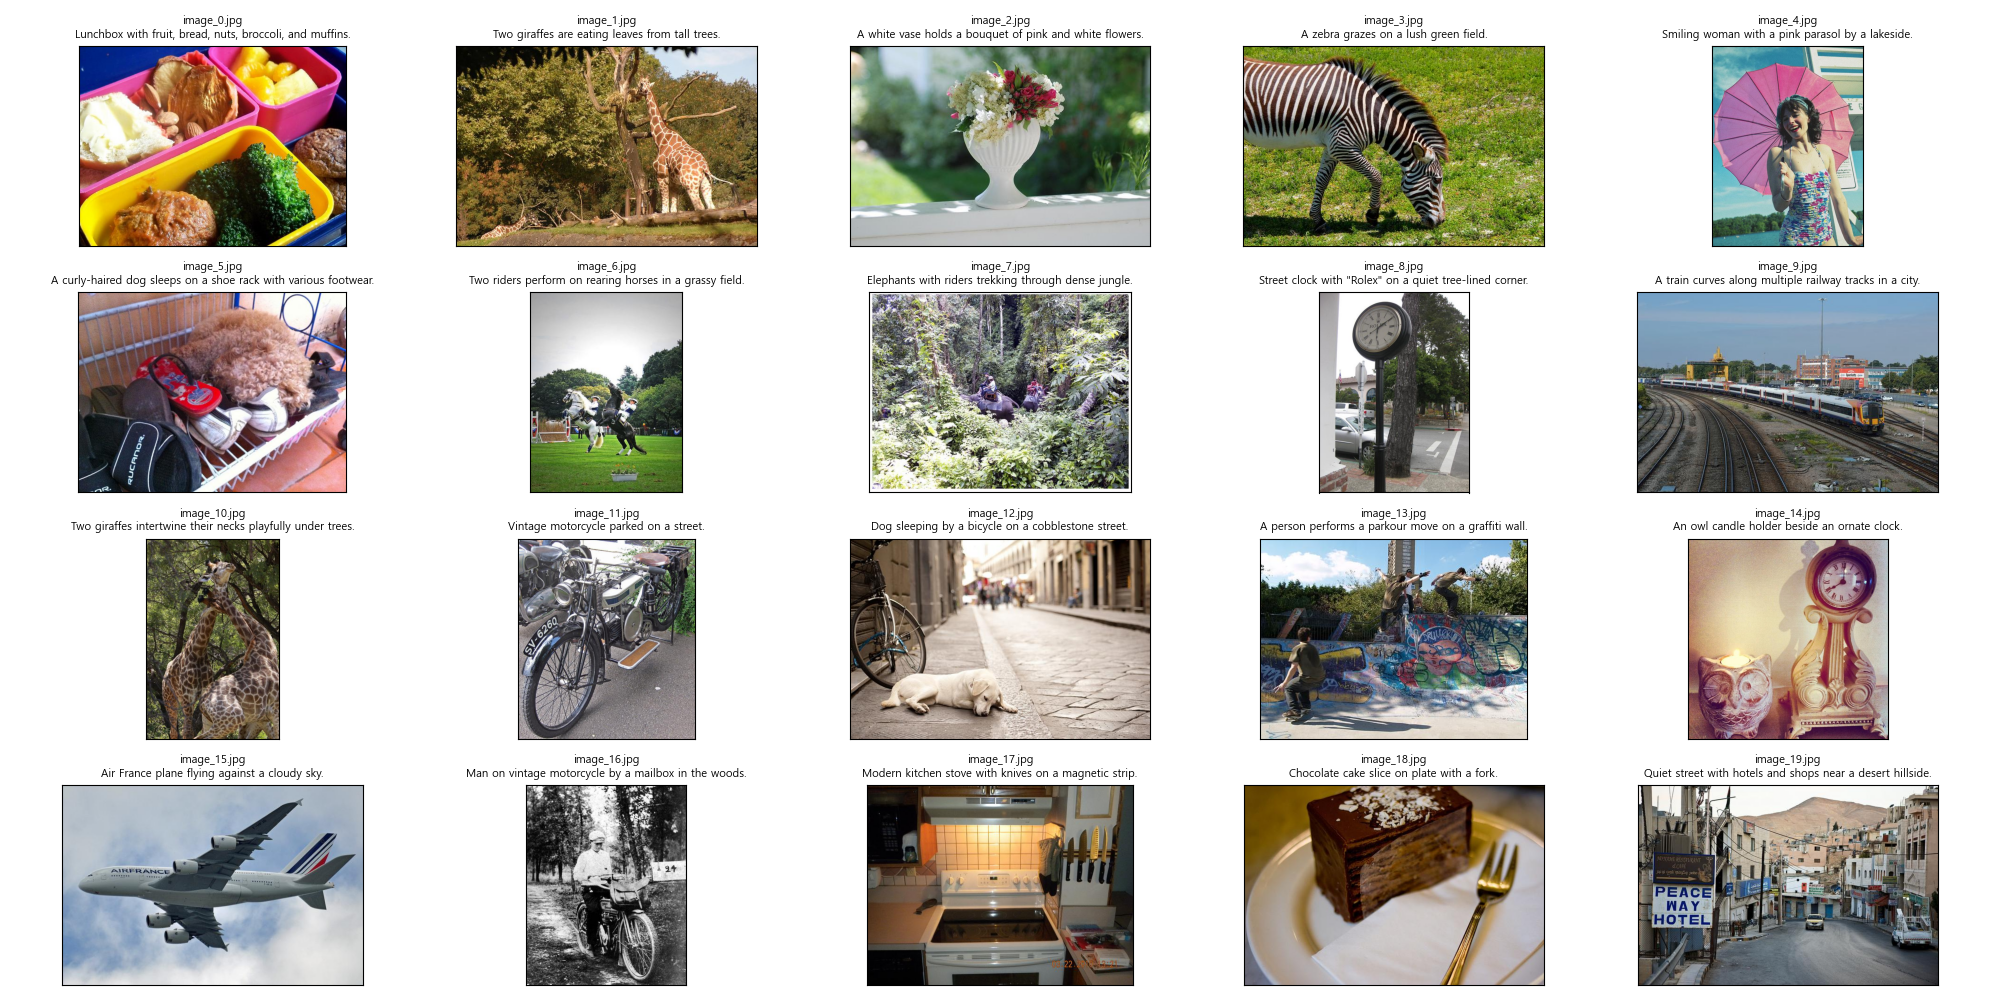 image_0.jpg
Lunchbox with fruit, bread, nuts, broccoli, and muffins.
image_1.jpg
Two giraffes are eating leaves from tall trees.
image_2.jpg
A white vase holds a bouquet of pink and white flowers.
image_3.jpg
A zebra grazes on a lush green field.
image_4.jpg
Smiling woman with a pink parasol by a lakeside.
image_5.jpg
A curly-haired dog sleeps on a shoe rack with various footwear.
RUCANOR.
image_6.jpg
Two riders perform on rearing horses in a grassy field.
image_7.jpg
Elephants with riders trekking through dense jungle.
image_8.jpg
Street clock with "Rolex" on a quiet tree-lined corner.
image_9.jpg
A train curves along multiple railway tracks in a city.
image_10.jpg
Two giraffes intertwine their necks playfully under trees.
image_11.jpg
Vintage motorcycle parked on a street.
SV-6260
image_12.jpg
Dog sleeping by a bicycle on a cobblestone street.
image_13.jpg
A person performs a parkour move on a graffiti wall.
image_14.jpg
An owl candle holder beside an ornate clock.
image_15.jpg
Air France plane flying against a cloudy sky.
AIRFRANCE
image_16.jpg
Man on vintage motorcycle by a mailbox in the woods.
image_17.jpg
Modern kitchen stove with knives on a magnetic strip.
image_18.jpg
Chocolate cake slice on plate with a fork.
image_19.jpg
Quiet street with hotels and shops near a desert hillside.
PEACE
WAY
HOTEL